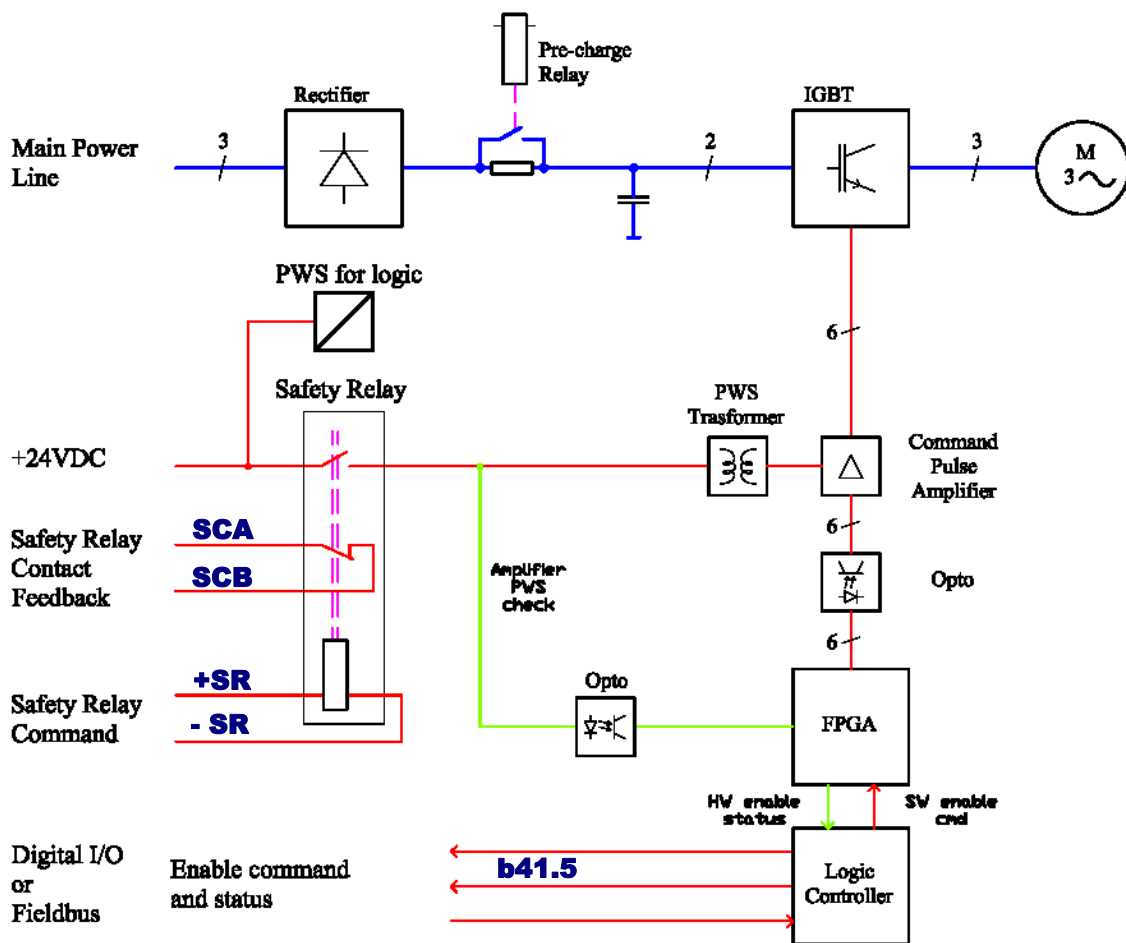 Pre-charge
Relay
Rectifier
IGBT
Main Power
Line
3
2
3
M
3
PWS for logic
6
Safety Relay
PWS
Trasformer
+24VDC
Command
Pulse
Amplifier
SCA
Safety Relay
Contact
Feedback
SCB
6
Amplifier
PWS
check
Opto
6
+SR
Safety Relay
Command
- SR
Opto
FPGA
HW enable
status
SW enable
cmd
Digital I/O
or
Fieldbus
Enable command
and status
b41.5
Logic
Controller